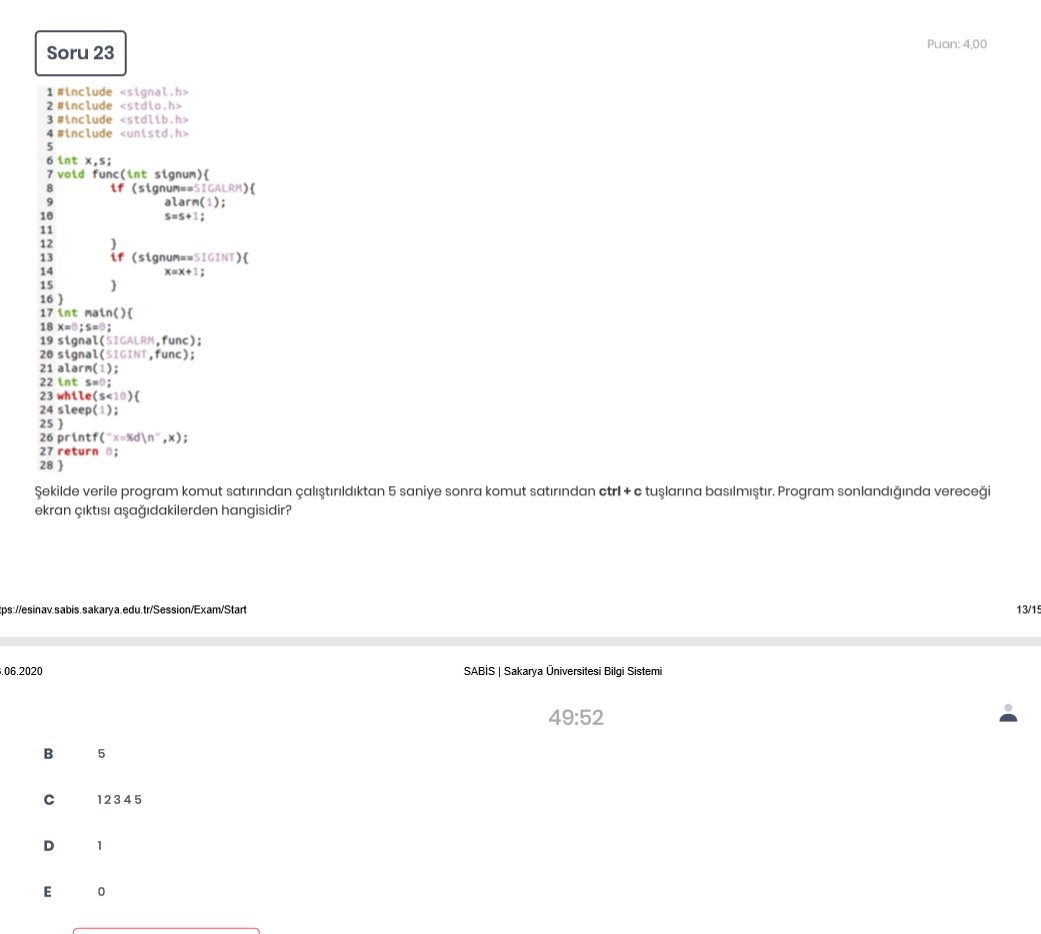 Soru 23
Puan: 4,00
1 #include <signal.h>
2 #include <stdio.h>
3 #include <stdlib.h>
4 #include <unistd.h>
5
6 int x,s;
7 void func(int signum){
8 if (signum==SIGALRM){
9 alarm(1);
10 s=s+1;
11
12 }
13 if (signum==SIGINT){
14 x=x+1;
15 }
16 }
17 int main(){
18 x=0;s=0;
19 signal(SIGALRM,func);
20 signal(SIGINT,func);
21 alarm(1);
22 int s=0;
23 while(s<10){
24 sleep(1);
25 }
26 printf("x=%d\n",x);
27 return 0;
28 }
Şekilde verile program komut satırından çalıştırıldıktan 5 saniye sonra komut satırından ctrl + c tuşlarına basılmıştır. Program sonlandığında vereceği
ekran çıktısı aşağıdakilerden hangisidir?
tps://esinav.sabis.sakarya.edu.tr/Session/Exam/Start
13/15
.06.2020
SABİS | Sakarya Üniversitesi Bilgi Sistemi
49:52
B 5
C 1 2 3 4 5
D 1
E 0